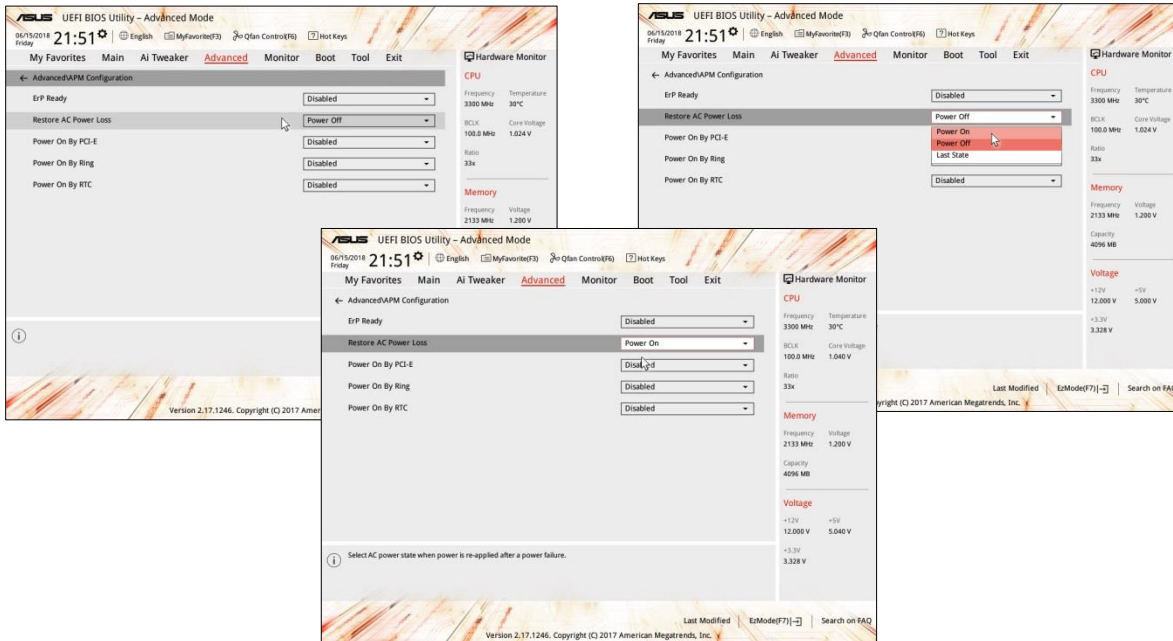 ASUS UEFI BIOS Utility – Advanced Mode
06/15/2018 Friday 21:51 English MyFavorite(F3) Qfan Control(F6) ? Hot Keys
My Favorites Main Ai Tweaker Advanced Monitor Boot Tool Exit
Hardware Monitor
← Advanced\APM Configuration
ErP Ready Disabled
Restore AC Power Loss Power Off
Power On By PCI-E Disabled
Power On By Ring Disabled
Power On By RTC Disabled
CPU
Frequency Temperature
3300 MHz 30°C
BCLK Core Voltage
100.0 MHz 1.024 V
Ratio
33x
Memory
Frequency Voltage
2133 MHz 1.200 V
Version 2.17.1246. Copyright (C) 2017 Amer
ASUS UEFI BIOS Utility – Advanced Mode
06/15/2018 Friday 21:51 English MyFavorite(F3) Qfan Control(F6) ? Hot Keys
My Favorites Main Ai Tweaker Advanced Monitor Boot Tool Exit
Hardware Monitor
← Advanced\APM Configuration
ErP Ready Disabled
Restore AC Power Loss Power Off
Power On
Power Off
Last State
Power On By PCI-E
Power On By Ring
Power On By RTC Disabled
CPU
Frequency Temperature
3300 MHz 30°C
BCLK Core Voltage
100.0 MHz 1.024 V
Ratio
33x
Memory
Frequency Voltage
2133 MHz 1.200 V
Capacity
4096 MB
Voltage
+12V +5V
12.000 V 5.000 V
+3.3V
3.328 V
Last Modified EzMode(F7) Search on FAQ
yright (C) 2017 American Megatrends, Inc.
ASUS UEFI BIOS Utility – Advanced Mode
06/15/2018 Friday 21:51 English MyFavorite(F3) Qfan Control(F6) ? Hot Keys
My Favorites Main Ai Tweaker Advanced Monitor Boot Tool Exit
Hardware Monitor
← Advanced\APM Configuration
ErP Ready Disabled
Restore AC Power Loss Power On
Power On By PCI-E Disabled
Power On By Ring Disabled
Power On By RTC Disabled
CPU
Frequency Temperature
3300 MHz 30°C
BCLK Core Voltage
100.0 MHz 1.040 V
Ratio
33x
Memory
Frequency Voltage
2133 MHz 1.200 V
Capacity
4096 MB
Voltage
+12V +5V
12.000 V 5.040 V
+3.3V
3.328 V
Select AC power state when power is re-applied after a power failure.
Last Modified EzMode(F7) Search on FAQ
Version 2.17.1246. Copyright (C) 2017 American Megatrends, Inc.